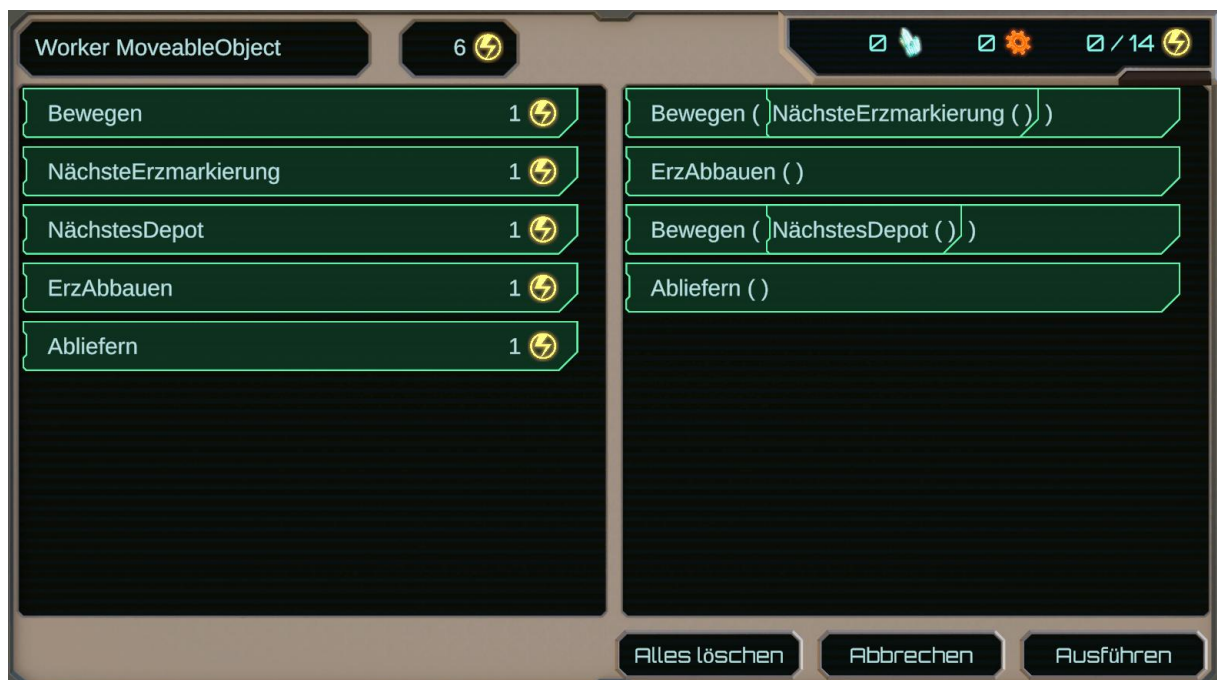 Worker MoveableObject
6
0 0 0/14
Bewegen 1
NächsteErzmarkierung 1
NächstesDepot 1
ErzAbbauen 1
Abliefern 1
Bewegen ( NächsteErzmarkierung ( ) )
ErzAbbauen ( )
Bewegen ( NächstesDepot ( ) )
Abliefern ( )
Alles löschen Abbrechen Ausführen